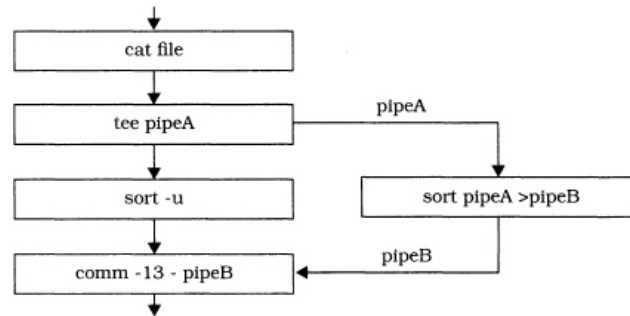 cat file
pipeA
tee pipeA
sort -u
sort pipeA >pipeB
pipeB
comm -13 - pipeB